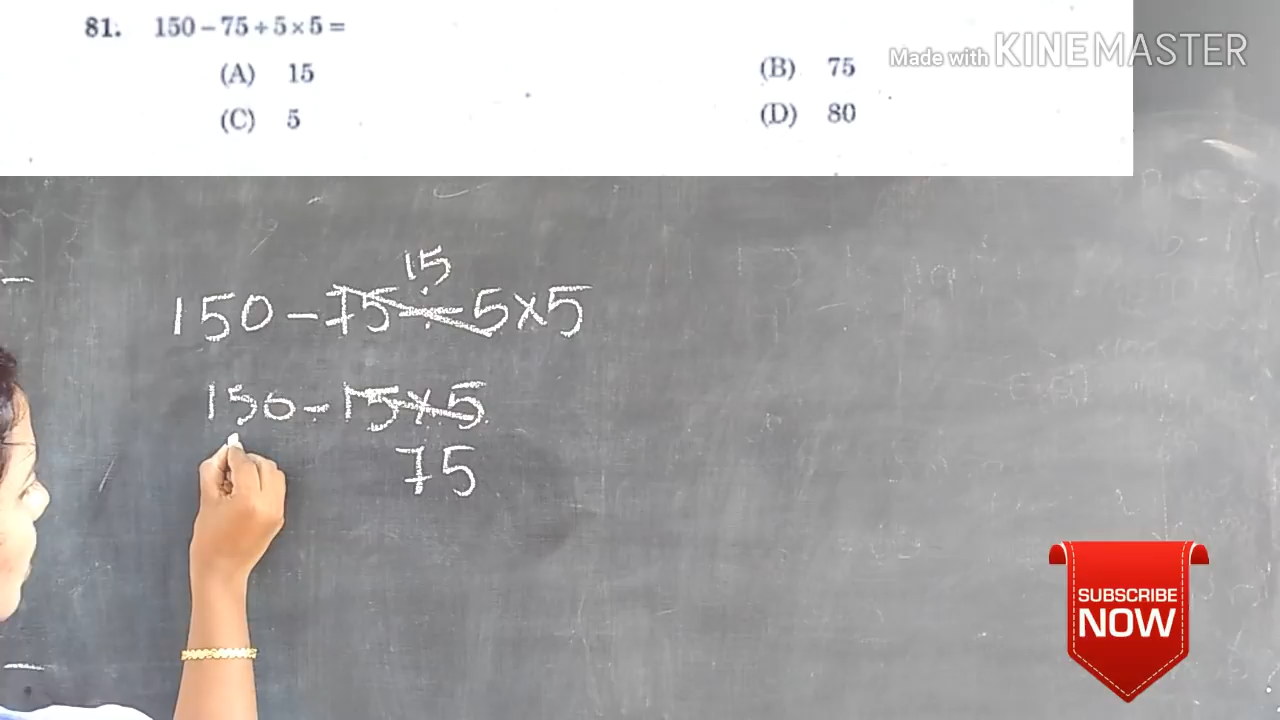 81. 150 – 75 ÷ 5 × 5 =
Made with KINEMASTER
(A) 15
(B) 75
(C) 5
(D) 80
15
150 – 75 ÷ 5 × 5
150 – 15 × 5
75
SUBSCRIBE
NOW